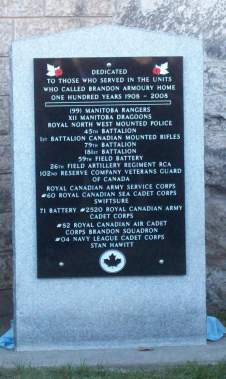 DEDICATED
TO THOSE WHO SERVED IN THE UNITS
WHO CALLED BRANDON ARMOURY HOME
ONE HUNDRED YEARS 1908 - 2008
(99) MANITOBA RANGERS
XII MANITOBA DRAGOONS
ROYAL NORTH WEST MOUNTED POLICE
45TH BATTALION
1ST BATTALION CANADIAN MOUNTED RIFLES
79TH BATTALION
181ST BATTALION
59TH FIELD BATTERY
26TH FIELD ARTILLERY REGIMENT RCA
102ND RESERVE COMPANY VETERANS GUARD
OF CANADA
ROYAL CANADIAN ARMY SERVICE CORPS
#60 ROYAL CANADIAN SEA CADET CORPS
SWIFTSURE
71 BATTERY #2520 ROYAL CANADIAN ARMY
CADET CORPS
#82 ROYAL CANADIAN AIR CADET
CORPS BRANDON SQUADRON
#04 NAVY LEAGUE CADET CORPS
STAN HAWITT